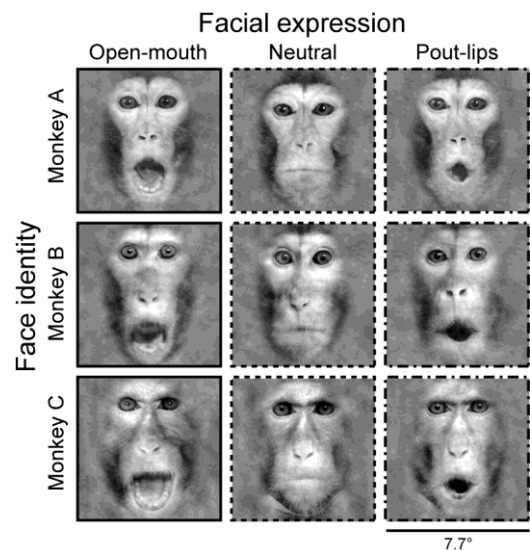 Facial expression
Open-mouth Neutral Pout-lips
Face identity
Monkey A
Monkey B
Monkey C
7.7°